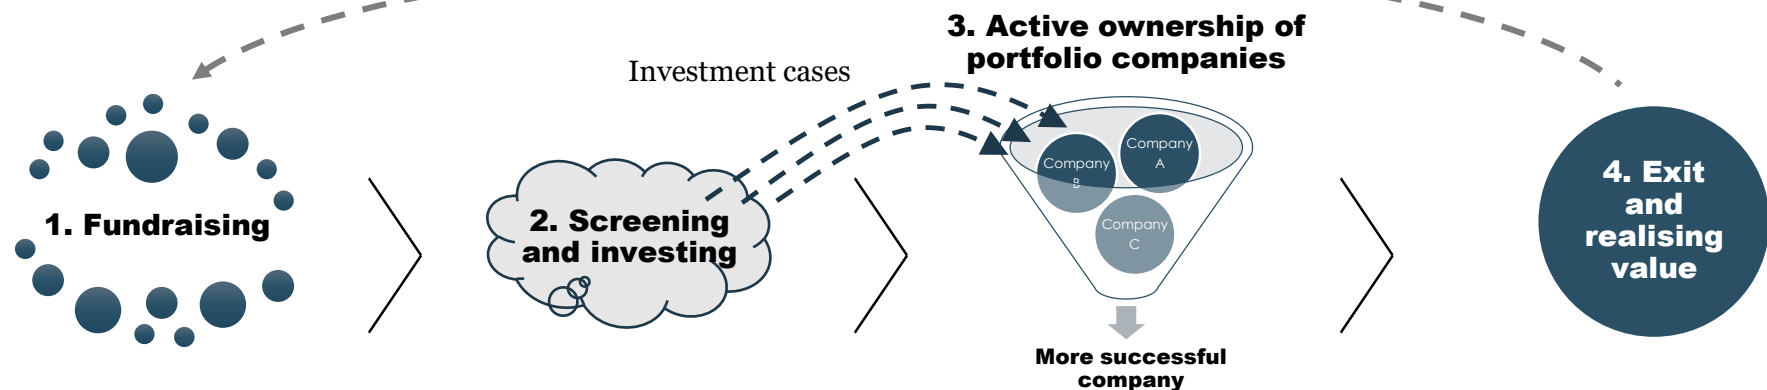 1. Fundraising
Investment cases
2. Screening
and investing
3. Active ownership of
portfolio companies
Company
A
Company
B
Company
C
More successful
company
4. Exit
and
realising
value